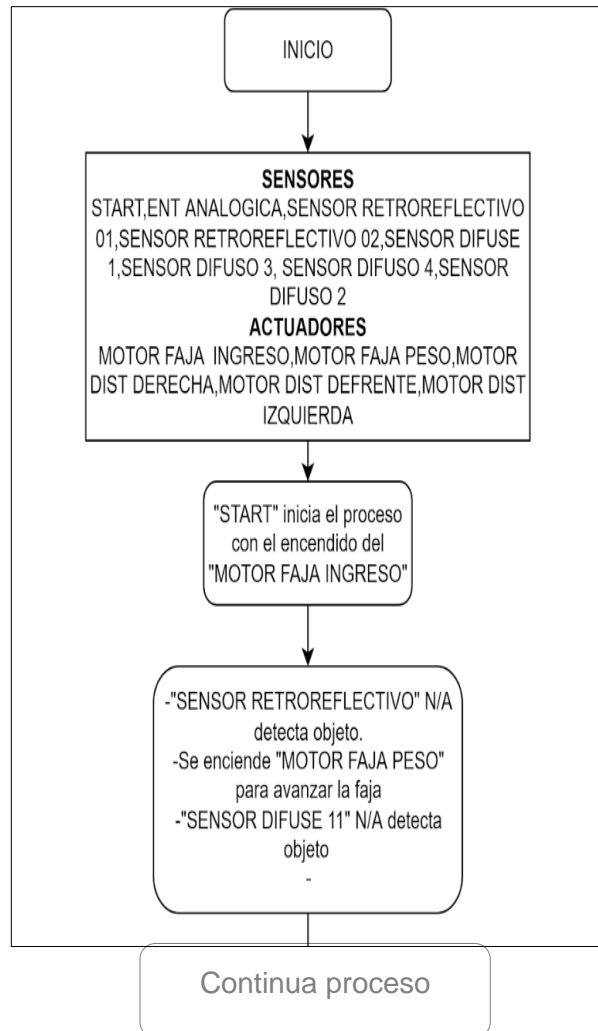 INICIO
SENSORES
START,ENT ANALOGICA,SENSOR RETROREFLECTIVO
01,SENSOR RETROREFLECTIVO 02,SENSOR DIFUSE
1,SENSOR DIFUSO 3, SENSOR DIFUSO 4,SENSOR
DIFUSO 2
ACTUADORES
MOTOR FAJA INGRESO,MOTOR FAJA PESO,MOTOR
DIST DERECHA,MOTOR DIST DEFRENTE,MOTOR DIST
IZQUIERDA
"START" inicia el proceso
con el encendido del
"MOTOR FAJA INGRESO"
-"SENSOR RETROREFLECTIVO" N/A
detecta objeto.
-Se enciende "MOTOR FAJA PESO"
para avanzar la faja
-"SENSOR DIFUSE 11" N/A detecta
objeto
-
Continua proceso